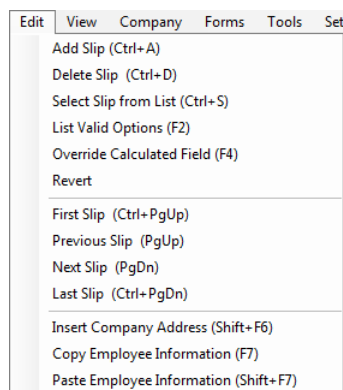 Edit View Company Forms Tools Set
Add Slip (Ctrl+A)
Delete Slip (Ctrl+D)
Select Slip from List (Ctrl+S)
List Valid Options (F2)
Override Calculated Field (F4)
Revert
First Slip (Ctrl+PgUp)
Previous Slip (PgUp)
Next Slip (PgDn)
Last Slip (Ctrl+PgDn)
Insert Company Address (Shift+F6)
Copy Employee Information (F7)
Paste Employee Information (Shift+F7)